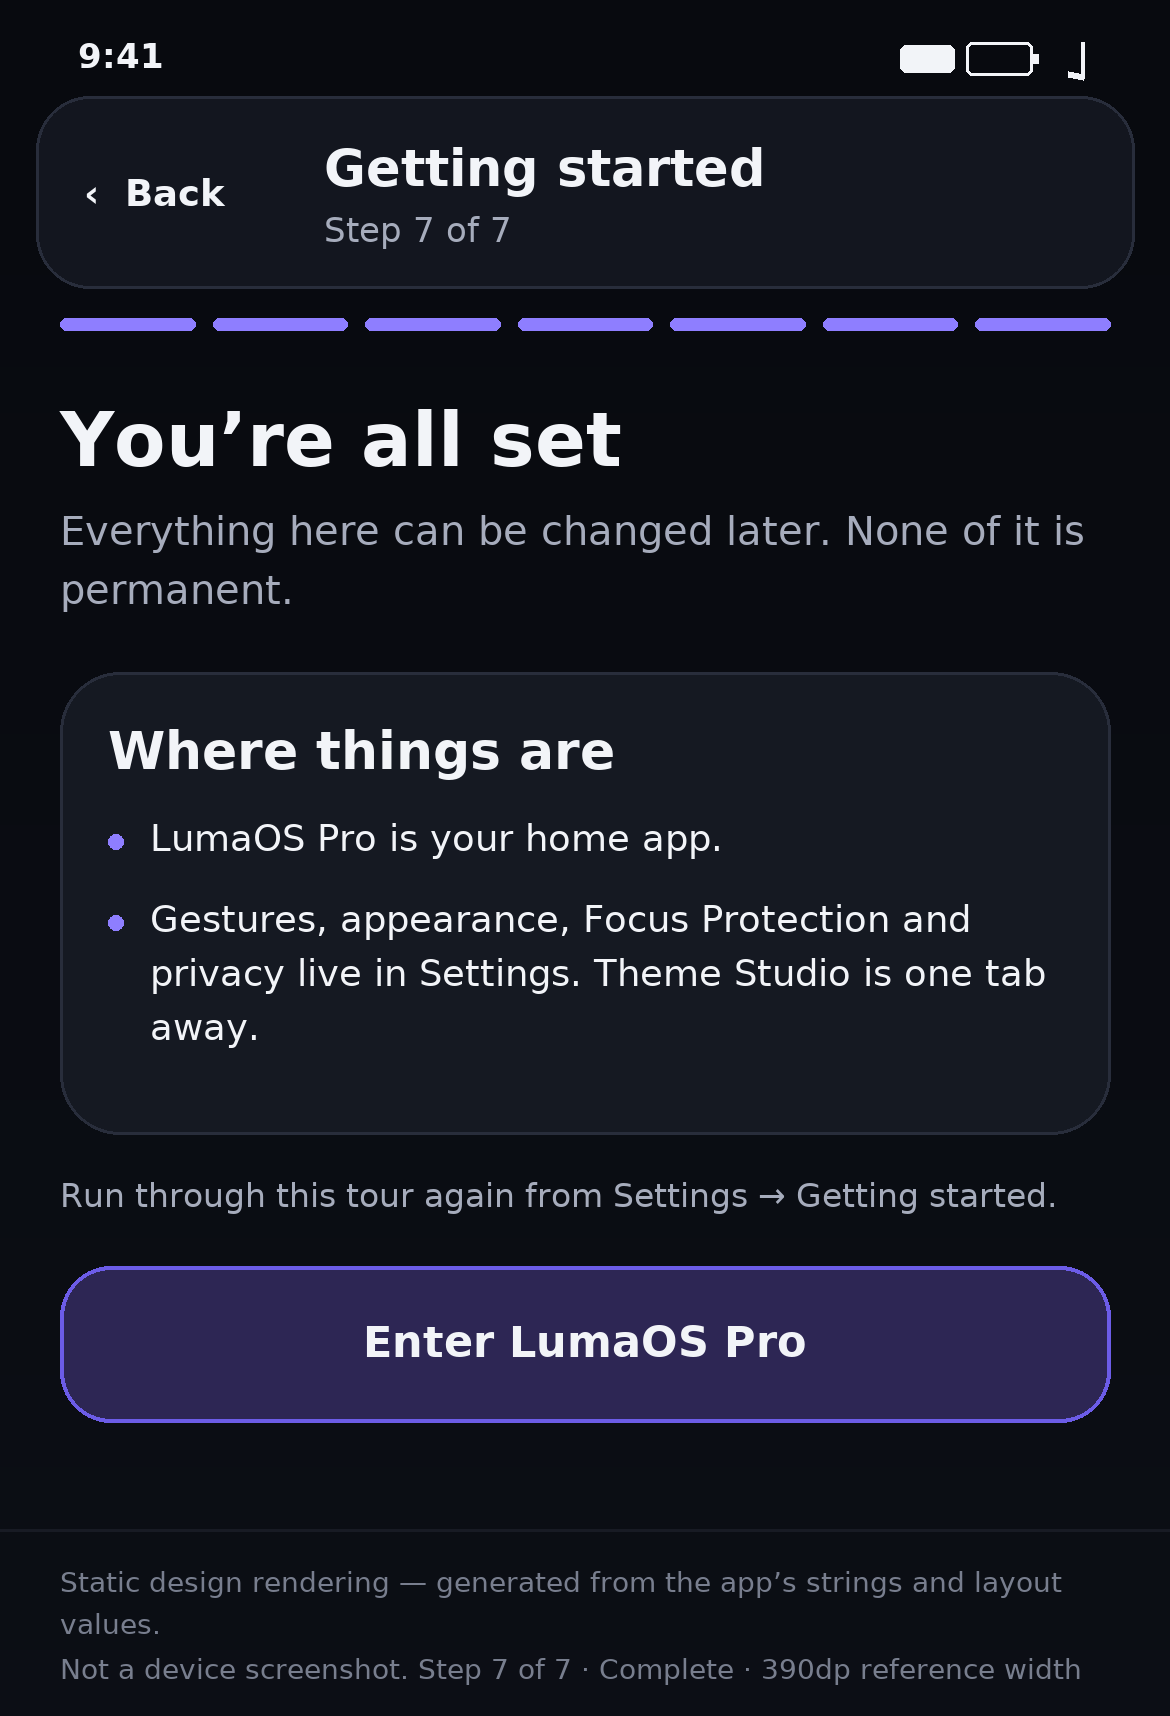 9:41
‹ Back
Getting started
Step 7 of 7
You’re all set
Everything here can be changed later. None of it is
permanent.
Where things are
LumaOS Pro is your home app.
Gestures, appearance, Focus Protection and
privacy live in Settings. Theme Studio is one tab
away.
Run through this tour again from Settings → Getting started.
Enter LumaOS Pro
Static design rendering — generated from the app’s strings and layout
values.
Not a device screenshot. Step 7 of 7 · Complete · 390dp reference width